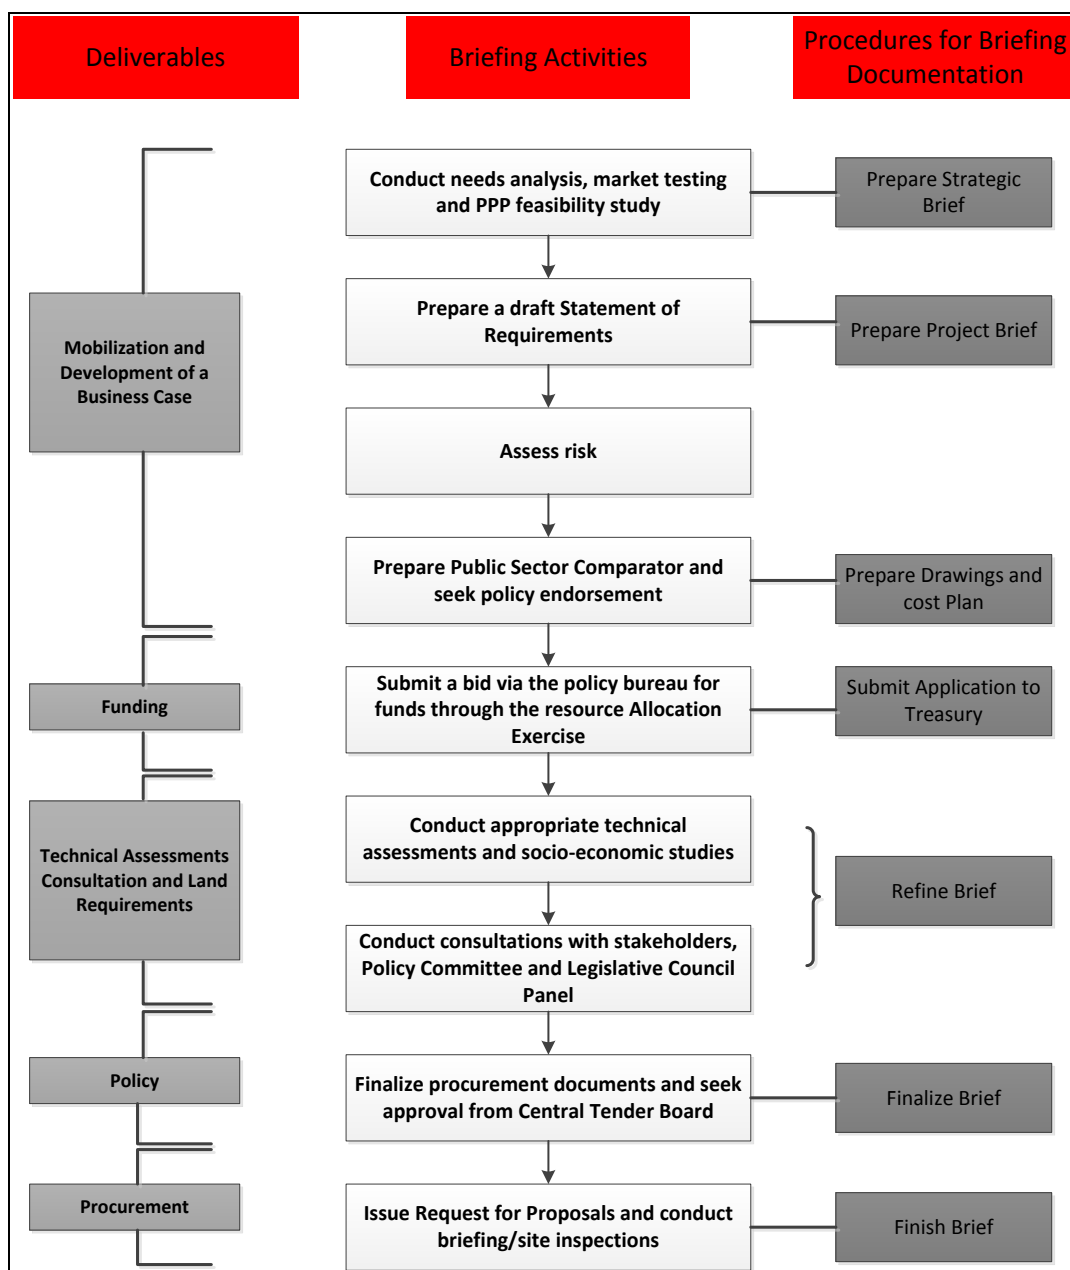 Deliverables
Briefing Activities
Procedures for Briefing
Documentation
Conduct needs analysis, market testing
and PPP feasibility study
Prepare Strategic
Brief
Prepare a draft Statement of
Requirements
Prepare Project Brief
Mobilization and
Development of a
Business Case
Assess risk
Prepare Public Sector Comparator and
seek policy endorsement
Prepare Drawings and
cost Plan
Funding
Submit a bid via the policy bureau for
funds through the resource Allocation
Exercise
Submit Application to
Treasury
Technical Assessments
Consultation and Land
Requirements
Conduct appropriate technical
assessments and socio-economic studies
Refine Brief
Conduct consultations with stakeholders,
Policy Committee and Legislative Council
Panel
Policy
Finalize procurement documents and seek
approval from Central Tender Board
Finalize Brief
Procurement
Issue Request for Proposals and conduct
briefing/site inspections
Finish Brief